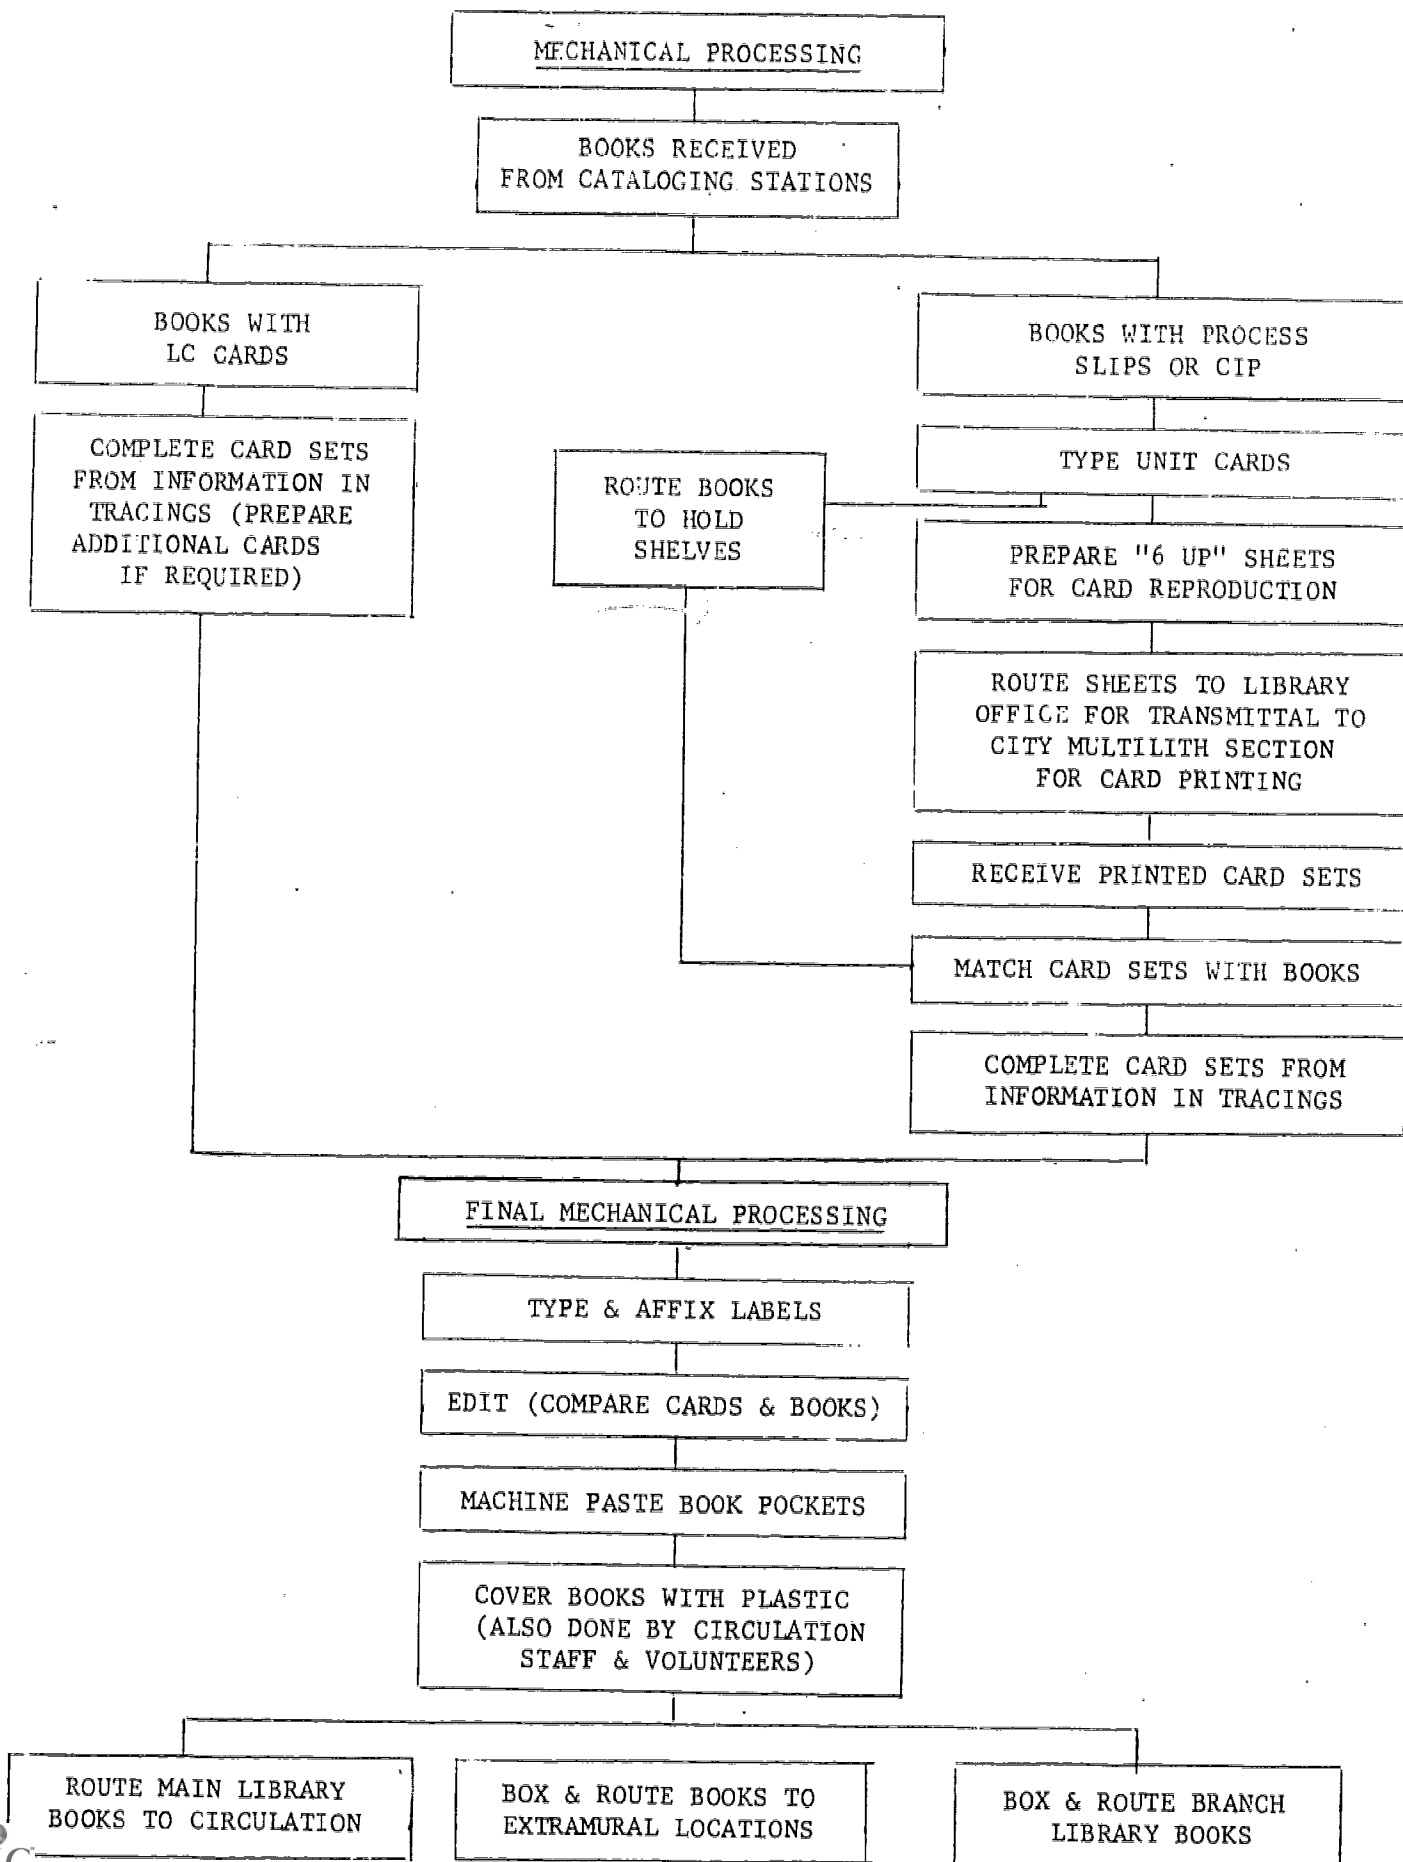 MECHANICAL PROCESSING
BOOKS RECEIVED
FROM CATALOGING STATIONS
BOOKS WITH
LC CARDS
COMPLETE CARD SETS
FROM INFORMATION IN
TRACINGS (PREPARE
ADDITIONAL CARDS
IF REQUIRED)
BOOKS WITH PROCESS
SLIPS OR CIP
TYPE UNIT CARDS
ROUTE BOOKS
TO HOLD
SHELVES
PREPARE "6 UP" SHEETS
FOR CARD REPRODUCTION
ROUTE SHEETS TO LIBRARY
OFFICE FOR TRANSMITTAL TO
CITY MULTILITH SECTION
FOR CARD PRINTING
RECEIVE PRINTED CARD SETS
MATCH CARD SETS WITH BOOKS
COMPLETE CARD SETS FROM
INFORMATION IN TRACINGS
FINAL MECHANICAL PROCESSING
TYPE & AFFIX LABELS
EDIT (COMPARE CARDS & BOOKS)
MACHINE PASTE BOOK POCKETS
COVER BOOKS WITH PLASTIC
(ALSO DONE BY CIRCULATION
STAFF & VOLUNTEERS)
ROUTE MAIN LIBRARY
BOOKS TO CIRCULATION
BOX & ROUTE BOOKS TO
EXTRAMURAL LOCATIONS
BOX & ROUTE BRANCH
LIBRARY BOOKS